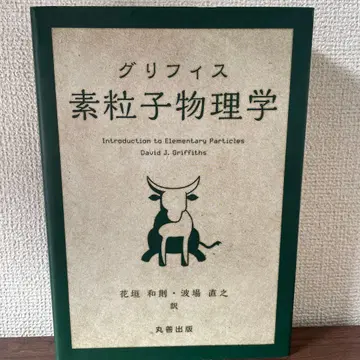 グリフィス
素粒子物理学
Introduction to Elementary Particles
David J. Griffiths
花垣 和則・波場 直之
訳
丸善出版